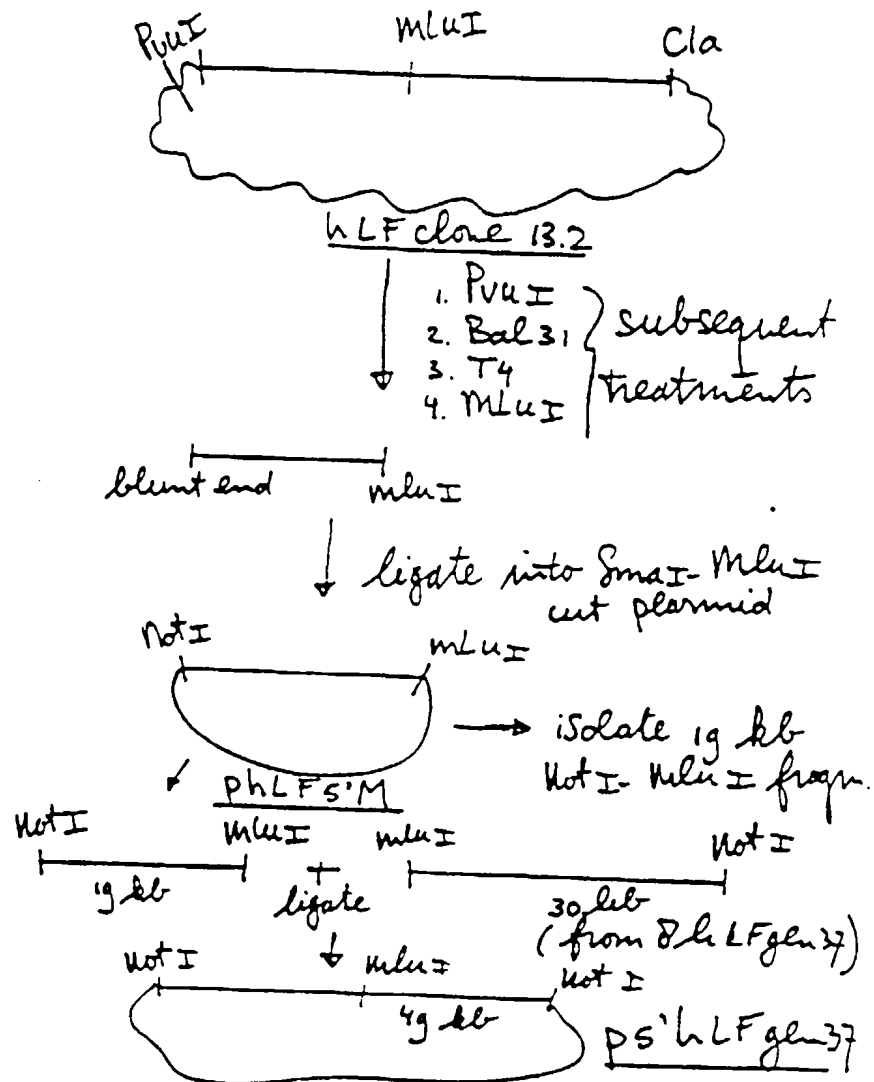 PvuI mLuI Cla
hLF clone 13.2
1. PvuI
2. Bal31 subsequent
3. T4 treatments
4. mLuI
blunt end mluI
ligate into SmaI-MluI
cut plasmid
NotI mLuI
isolate 19 kb
NotI-mluI fragm.
phLF5'M
NotI mluI mluI NotI
19 kb + 30 kb
ligate (from 8hLFgen37)
NotI mluI NotI
49 kb
p5'hLFgen37